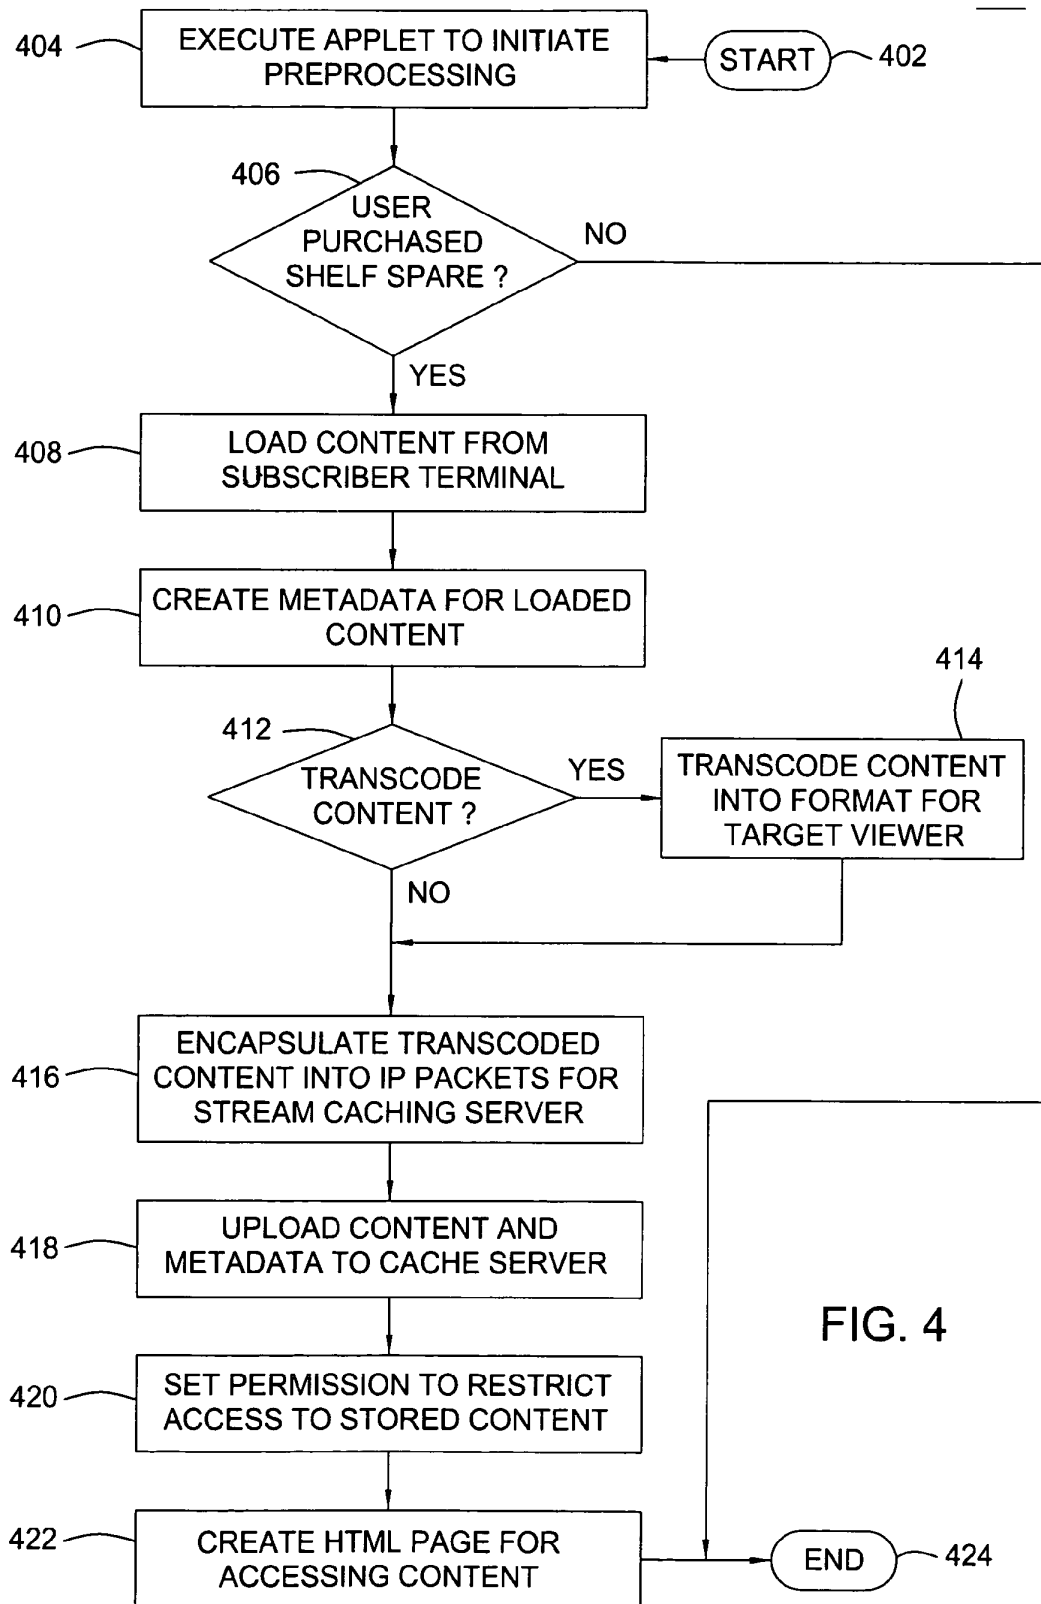 404
EXECUTE APPLET TO INITIATE
PREPROCESSING
START
402
406
USER
PURCHASED
SHELF SPARE ?
NO
YES
408
LOAD CONTENT FROM
SUBSCRIBER TERMINAL
410
CREATE METADATA FOR LOADED
CONTENT
412
TRANSCODE
CONTENT ?
YES
NO
414
TRANSCODE CONTENT
INTO FORMAT FOR
TARGET VIEWER
416
ENCAPSULATE TRANSCODED
CONTENT INTO IP PACKETS FOR
STREAM CACHING SERVER
418
UPLOAD CONTENT AND
METADATA TO CACHE SERVER
FIG. 4
420
SET PERMISSION TO RESTRICT
ACCESS TO STORED CONTENT
422
CREATE HTML PAGE FOR
ACCESSING CONTENT
END
424